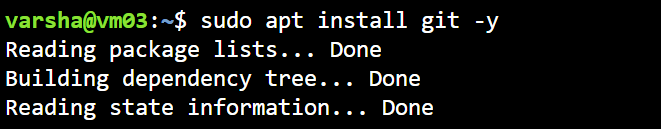 varsha@vm03:~$ sudo apt install git -y
Reading package lists... Done
Building dependency tree... Done
Reading state information... Done